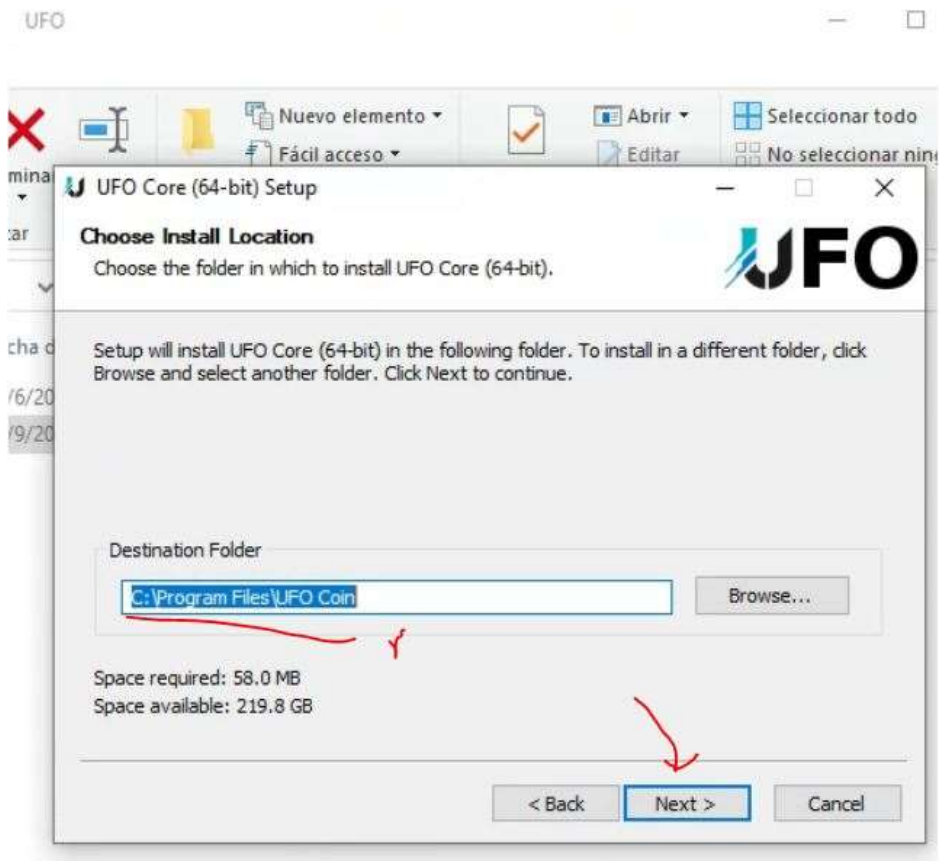 UFO
Nuevo elemento
Abrir
Seleccionar todo
Fácil acceso
Editar
No seleccionar nin
mina
UFO Core (64-bit) Setup
ar
Choose Install Location
Choose the folder in which to install UFO Core (64-bit).
UFO
cha d
Setup will install UFO Core (64-bit) in the following folder. To install in a different folder, click
Browse and select another folder. Click Next to continue.
/6/20
/9/20
Destination Folder
C:\Program Files\UFO Coin
Browse...
Space required: 58.0 MB
Space available: 219.8 GB
< Back
Next >
Cancel